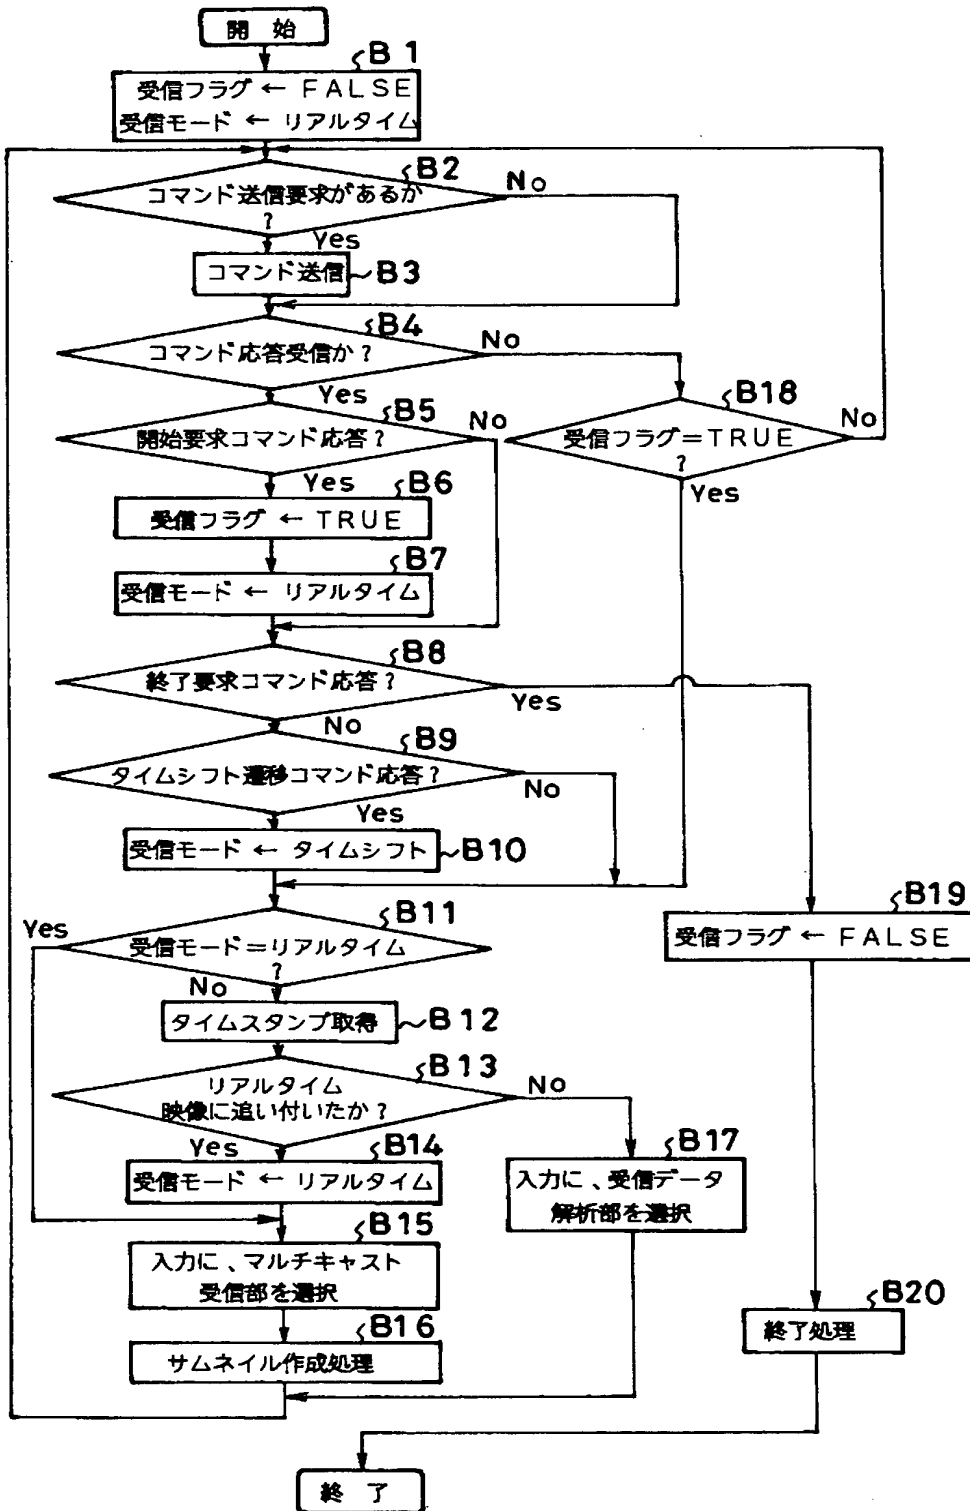 開 始
B1
受信フラグ ← FALSE
受信モード ← リアルタイム
B2
コマンド送信要求があるか
?
No
Yes
コマンド送信
B3
B4
コマンド応答受信か?
No
Yes
B5
開始要求コマンド応答?
No
Yes
B18
受信フラグ=TRUE
?
No
Yes
B6
受信フラグ ← TRUE
B7
受信モード ← リアルタイム
B8
終了要求コマンド応答?
Yes
No
B9
タイムシフト遷移コマンド応答?
No
Yes
受信モード ← タイムシフト
B10
B11
受信モード=リアルタイム
?
Yes
No
B19
受信フラグ ← FALSE
タイムスタンプ取得
B12
B13
リアルタイム
映像に追い付いたか?
No
Yes
B14
受信モード ← リアルタイム
B17
入力に、受信データ
解析部を選択
B15
入力に、マルチキャスト
受信部を選択
B16
サムネイル作成処理
B20
終了処理
終 了